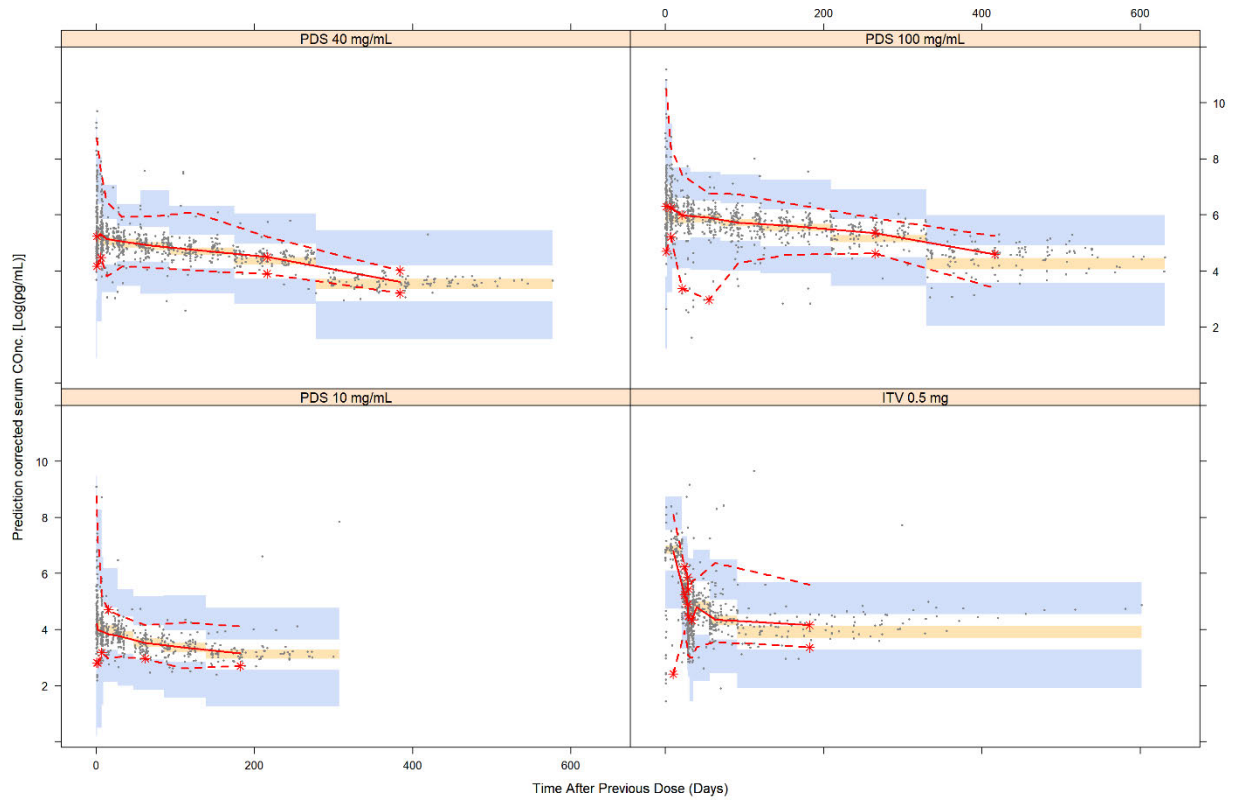 0 200 400 600
PDS 40 mg/mL PDS 100 mg/mL
10
8
6
4
2
PDS 10 mg/mL ITV 0.5 mg
10
8
6
4
2
0 200 400 600
Prediction corrected serum COnc. [Log(pg/mL)]
Time After Previous Dose (Days)